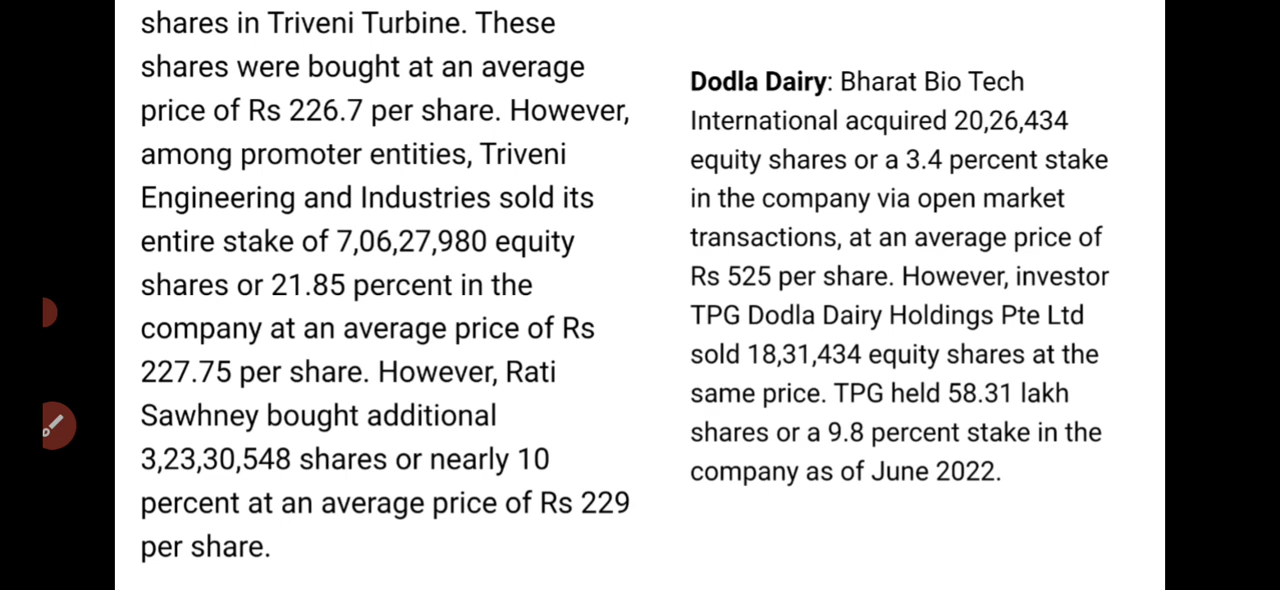 shares in Triveni Turbine. These
shares were bought at an average
price of Rs 226.7 per share. However,
among promoter entities, Triveni
Engineering and Industries sold its
entire stake of 7,06,27,980 equity
shares or 21.85 percent in the
company at an average price of Rs
227.75 per share. However, Rati
Sawhney bought additional
3,23,30,548 shares or nearly 10
percent at an average price of Rs 229
per share.
Dodla Dairy: Bharat Bio Tech
International acquired 20,26,434
equity shares or a 3.4 percent stake
in the company via open market
transactions, at an average price of
Rs 525 per share. However, investor
TPG Dodla Dairy Holdings Pte Ltd
sold 18,31,434 equity shares at the
same price. TPG held 58.31 lakh
shares or a 9.8 percent stake in the
company as of June 2022.